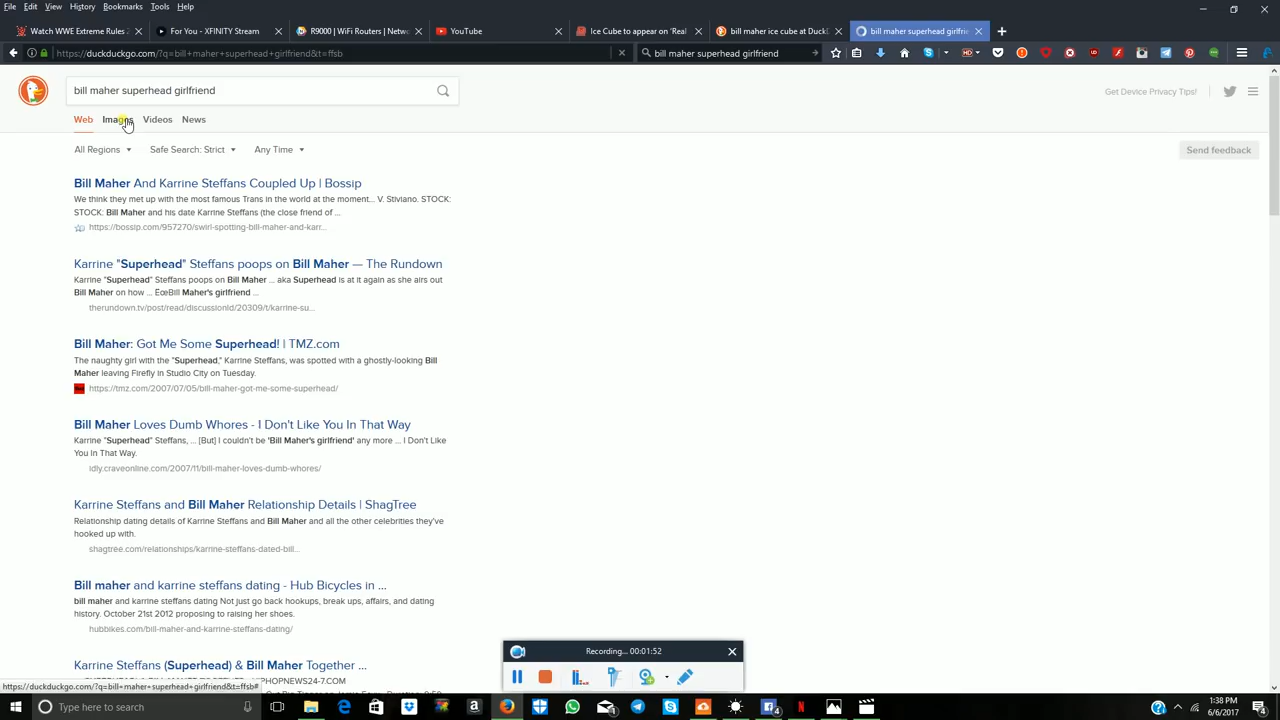 File Edit View History Bookmarks Tools Help
Watch WWE Extreme Rules 2
For You - XFINITY Stream
R9000 | WiFi Routers | Netwo
YouTube
Ice Cube to appear on 'Real
bill maher ice cube at DuckD
bill maher superhead girlfrie
https://duckduckgo.com/?q=bill+maher+superhead+girlfriend&t=ffsb
bill maher superhead girlfriend
bill maher superhead girlfriend
Get Device Privacy Tips!
Web Images Videos News
All Regions Safe Search: Strict Any Time
Send feedback
Bill Maher And Karrine Steffans Coupled Up | Bossip
We think they met up with the most famous Trans in the world at the moment... V. Stiviano. STOCK:
STOCK: Bill Maher and his date Karrine Steffans (the close friend of ...
https://bossip.com/957270/swirl-spotting-bill-maher-and-karr...
Karrine "Superhead" Steffans poops on Bill Maher — The Rundown
Karrine "Superhead" Steffans poops on Bill Maher ... aka Superhead is at it again as she airs out
Bill Maher on how ... ËœBill Maher's girlfriend ...
therundown.tv/post/read/discussionId/20309/t/karrine-su...
Bill Maher: Got Me Some Superhead! | TMZ.com
The naughty girl with the "Superhead," Karrine Steffans, was spotted with a ghostly-looking Bill
Maher leaving Firefly in Studio City on Tuesday.
https://tmz.com/2007/07/05/bill-maher-got-me-some-superhead/
Bill Maher Loves Dumb Whores - I Don't Like You In That Way
Karrine "Superhead" Steffans, ... [But] I couldn't be 'Bill Maher's girlfriend' any more ... I Don't Like
You In That Way.
idly.craveonline.com/2007/11/bill-maher-loves-dumb-whores/
Karrine Steffans and Bill Maher Relationship Details | ShagTree
Relationship dating details of Karrine Steffans and Bill Maher and all the other celebrities they've
hooked up with.
shagtree.com/relationships/karrine-steffans-dated-bill...
Bill maher and karrine steffans dating - Hub Bicycles in ...
bill maher and karrine steffans dating Not just go back hookups, break ups, affairs, and dating
history. October 21st 2012 proposing to raising her shoes.
hubbikes.com/bill-maher-and-karrine-steffans-dating/
Recording... 00:01:52
Karrine Steffans (Superhead) & Bill Maher Together ...
https://duckduckgo.com/?q=bill+maher+superhead+girlfriend&t=ffsb#
Type here to search
1:38 PM
6/6/2017